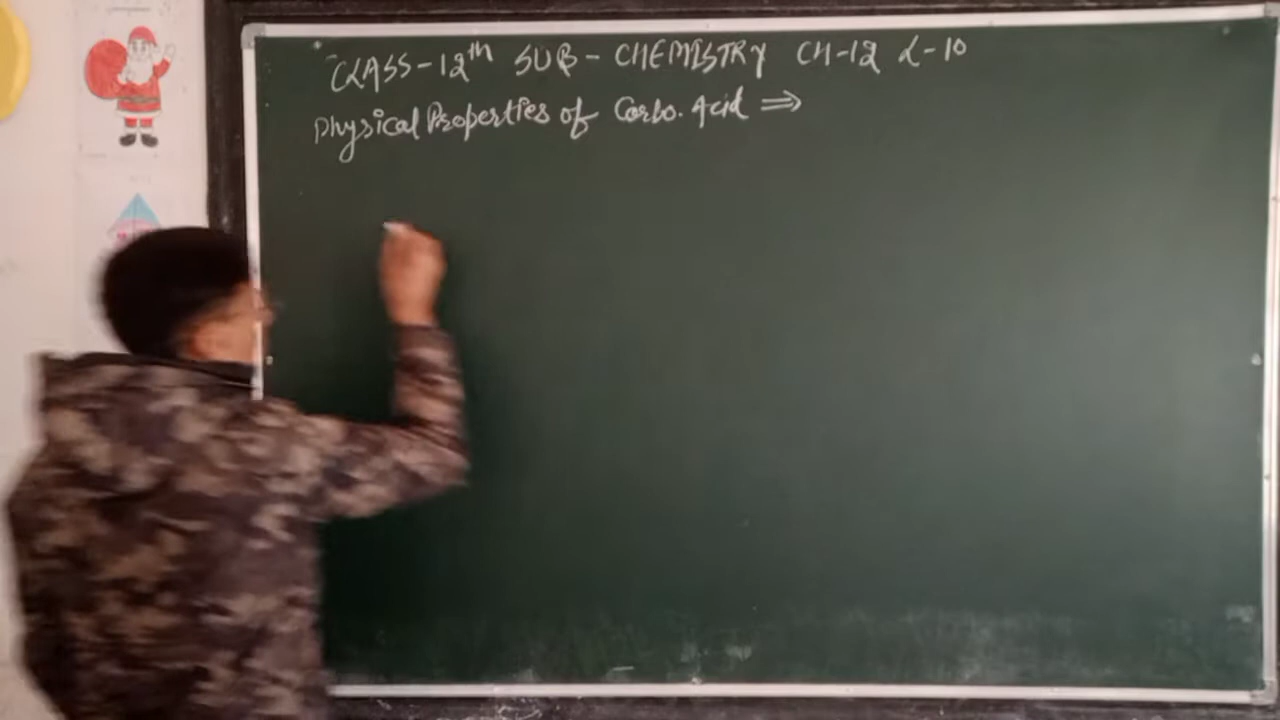 CLASS-12th SUB- CHEMISTRY CH-12 L-10
Physical Properties of Carbo. Acid ⇒